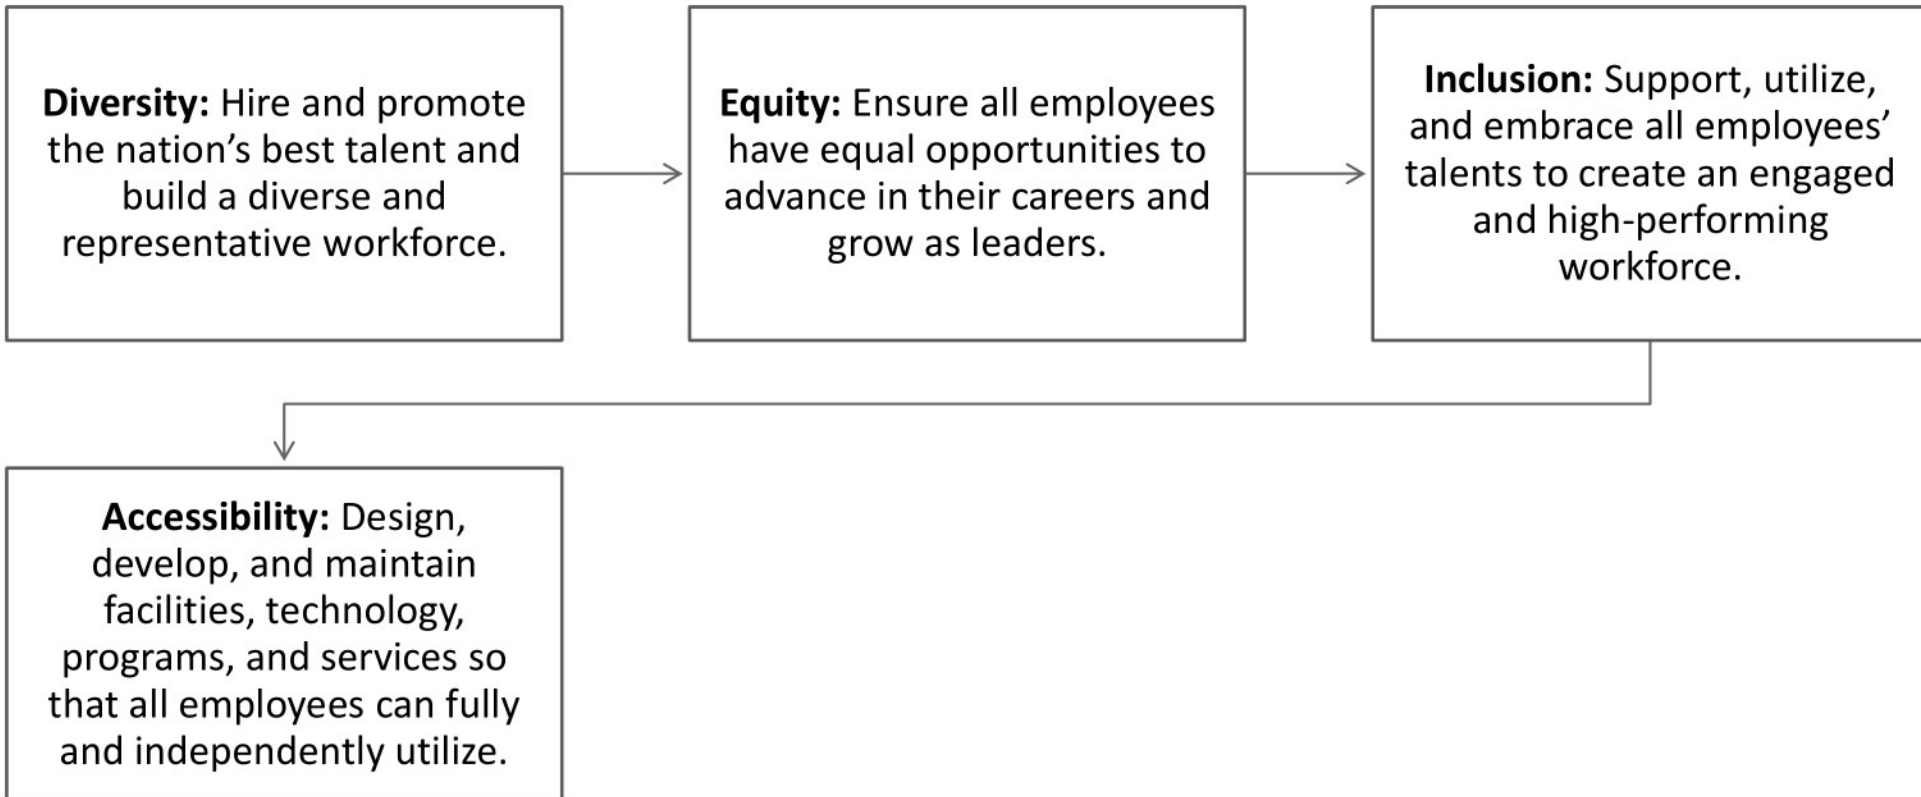 Diversity: Hire and promote
the nation’s best talent and
build a diverse and
representative workforce.
Equity: Ensure all employees
have equal opportunities to
advance in their careers and
grow as leaders.
Inclusion: Support, utilize,
and embrace all employees’
talents to create an engaged
and high-performing
workforce.
Accessibility: Design,
develop, and maintain
facilities, technology,
programs, and services so
that all employees can fully
and independently utilize.